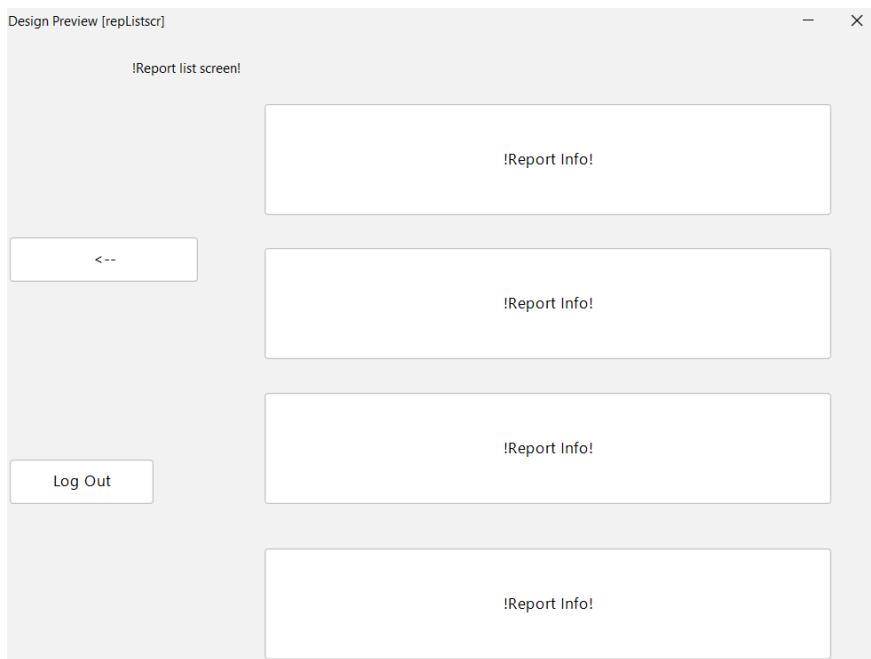 Design Preview [repListscr]
!Report list screen!
!Report Info!
<--
!Report Info!
!Report Info!
Log Out
!Report Info!